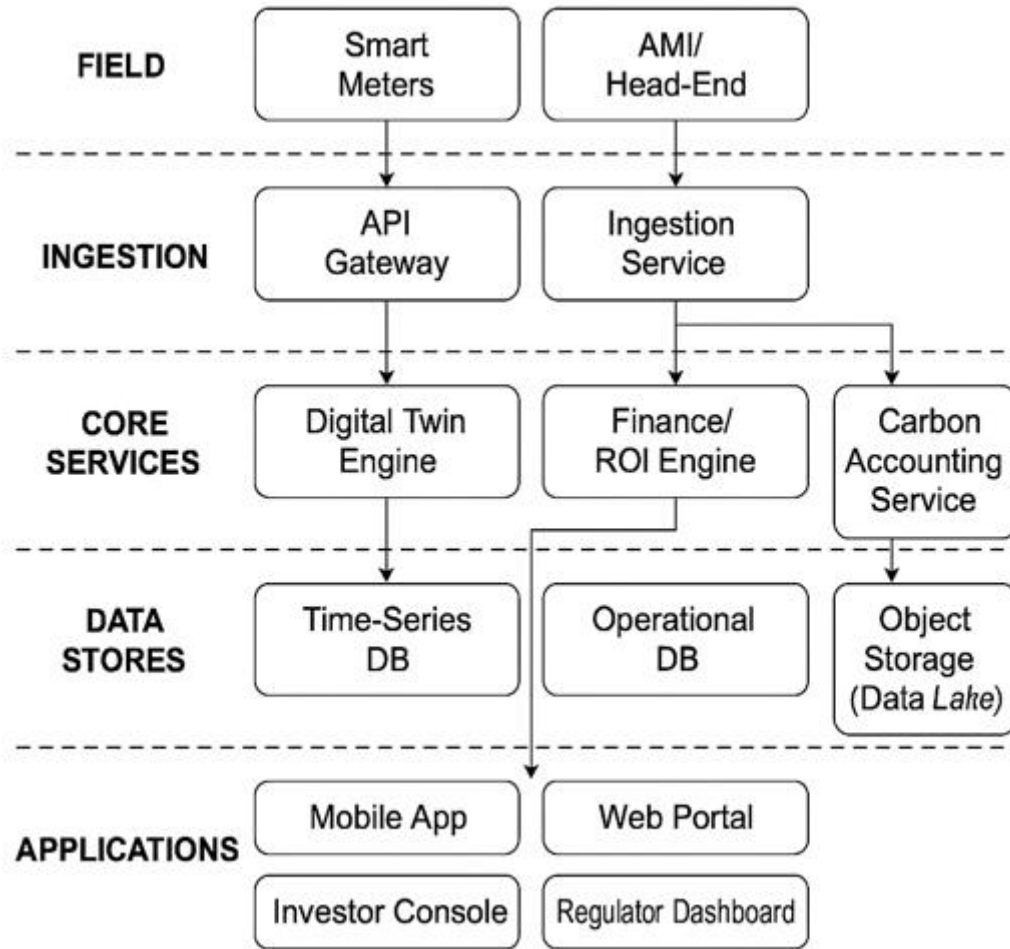 FIELD
Smart
Meters
AMI/
Head-End
INGESTION
API
Gateway
Ingestion
Service
CORE
SERVICES
Digital Twin
Engine
Finance/
ROI Engine
Carbon
Accounting
Service
DATA
STORES
Time-Series
DB
Operational
DB
Object
Storage
(Data Lake)
APPLICATIONS
Mobile App
Web Portal
Investor Console
Regulator Dashboard